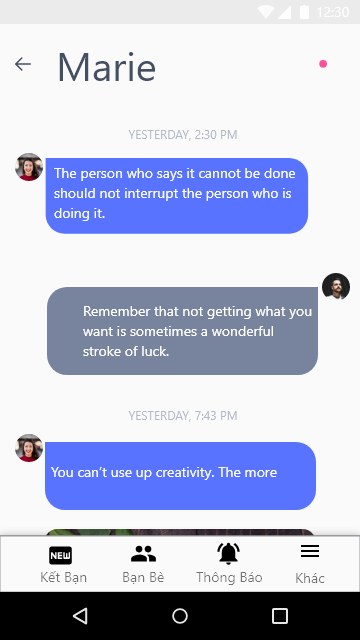 12:30
Marie
YESTERDAY, 2:30 PM
The person who says it cannot be done
should not interrupt the person who is
doing it.
Remember that not getting what you
want is sometimes a wonderful
stroke of luck.
YESTERDAY, 7:43 PM
You can’t use up creativity. The more
NEW
Kết Bạn
Bạn Bè
Thông Báo
Khác